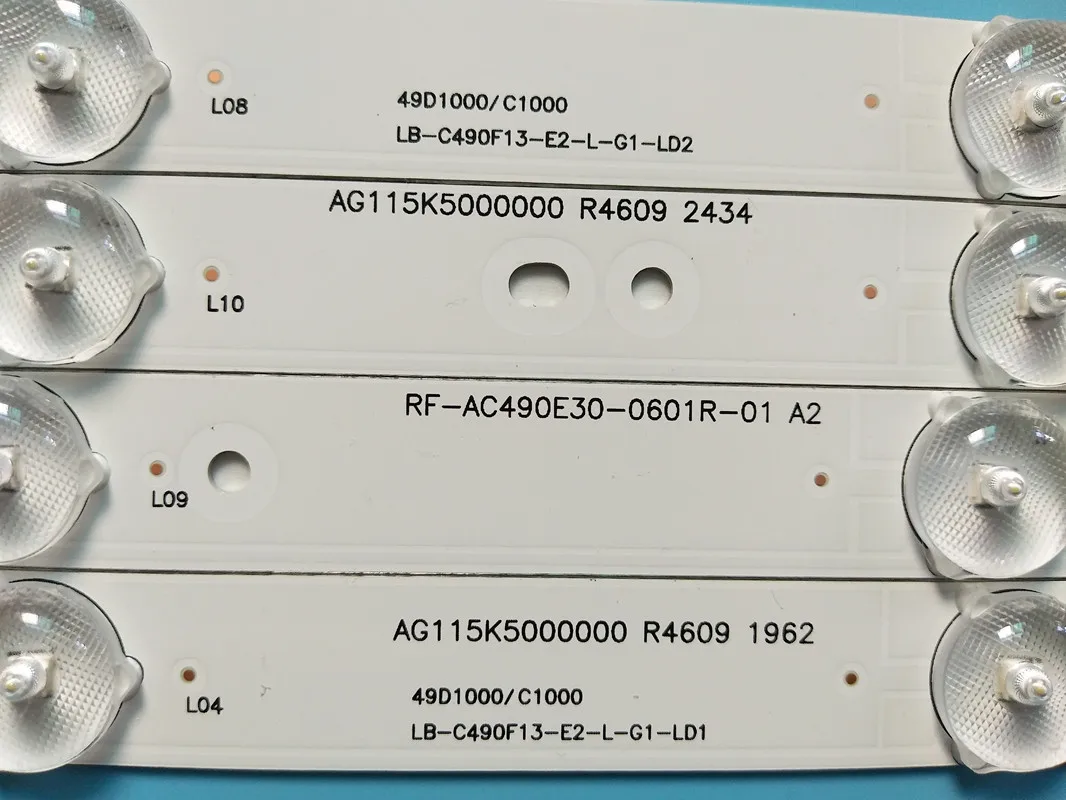 L08
49D1000/C1000
LB-C490F13-E2-L-G1-LD2
AG115K5000000 R4609 2434
L10
RF-AC490E30-0601R-01 A2
L09
AG115K5000000 R4609 1962
L04
49D1000/C1000
LB-C490F13-E2-L-G1-LD1